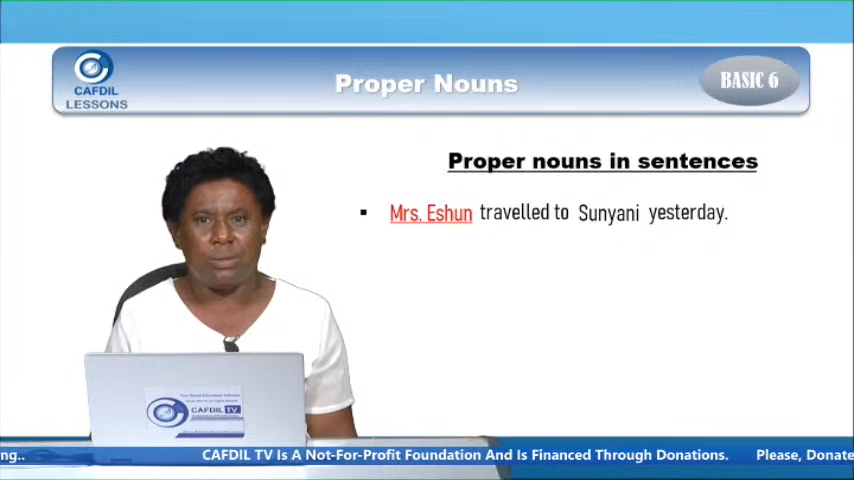 CAFDIL
LESSONS
Proper Nouns
BASIC 6
Proper nouns in sentences
▪ Mrs. Eshun travelled to Sunyani yesterday.
CAFDIL TV
ng.. CAFDIL TV Is A Not-For-Profit Foundation And Is Financed Through Donations. Please, Donate